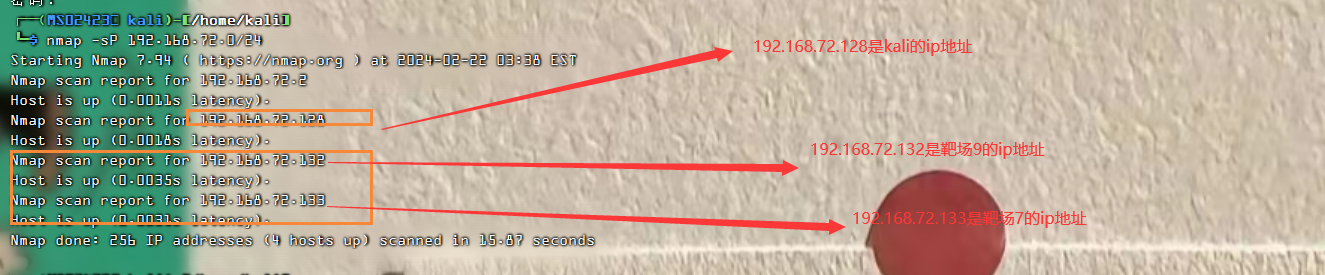 nmap -sP 192.168.72.0/24
Starting Nmap 7.94 ( https://nmap.org ) at 2024-02-22 03:38 EST
Nmap scan report for 192.168.72.2
Host is up (0.0011s latency).
Nmap scan report for 192.168.72.128
Host is up (0.0018s latency).
Nmap scan report for 192.168.72.132
Host is up (0.0035s latency).
Nmap scan report for 192.168.72.133
Host is up (0.0031s latency).
Nmap done: 256 IP addresses (4 hosts up) scanned in 15.87 seconds
192.168.72.128是kali的ip地址
192.168.72.132是靶场9的ip地址
192.168.72.133是靶场7的ip地址